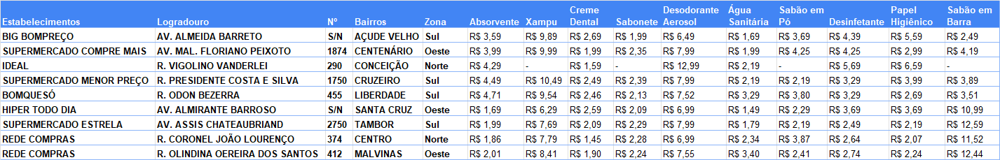 Estabelecimentos Logradouro Nº Bairros Zona Absorvente Xampu Creme Dental Sabonete Desodorante Aerosol Água Sanitária Sabão em Pó Desinfetante Papel Higiênico Sabão em Barra
BIG BOMPREÇO AV. ALMEIDA BARRETO S/N AÇUDE VELHO Sul R$ 3,59 R$ 9,89 R$ 2,69 R$ 1,99 R$ 6,49 R$ 1,69 R$ 3,69 R$ 4,39 R$ 5,59 R$ 2,49
SUPERMERCADO COMPRE MAIS AV. MAL. FLORIANO PEIXOTO 1874 CENTENÁRIO Oeste R$ 3,99 R$ 9,99 R$ 1,99 R$ 2,35 R$ 7,99 R$ 1,99 R$ 4,25 R$ 4,25 R$ 2,99 R$ 4,19
IDEAL R. VIGOLINO VANDERLEI 290 CONCEIÇÃO Norte R$ 4,29 - R$ 1,59 - R$ 12,99 R$ 2,19 - R$ 5,69 R$ 6,59 -
SUPERMERCADO MENOR PREÇO R. PRESIDENTE COSTA E SILVA 1750 CRUZEIRO Sul R$ 4,49 R$ 10,49 R$ 2,49 R$ 2,39 R$ 7,99 R$ 2,19 R$ 2,19 R$ 3,29 R$ 3,99 R$ 3,89
BOMQUESÓ R. ODON BEZERRA 455 LIBERDADE Sul R$ 4,71 R$ 9,54 R$ 2,46 R$ 2,13 R$ 7,52 R$ 3,29 R$ 3,80 R$ 3,29 R$ 2,69 R$ 3,51
HIPER TODO DIA AV. ALMIRANTE BARROSO S/N SANTA CRUZ Oeste R$ 1,69 R$ 6,29 R$ 2,59 R$ 2,09 R$ 6,99 R$ 1,49 R$ 2,29 R$ 3,69 R$ 3,69 R$ 10,99
SUPERMERCADO ESTRELA AV. ASSIS CHATEAUBRIAND 2750 TAMBOR Sul R$ 1,99 R$ 7,69 R$ 2,09 R$ 2,29 R$ 7,99 R$ 1,79 R$ 2,19 R$ 2,49 R$ 2,19 R$ 12,59
REDE COMPRAS R. CORONEL JOÃO LOURENÇO 374 CENTRO Norte R$ 1,86 R$ 7,79 R$ 1,45 R$ 2,28 R$ 6,99 R$ 2,34 R$ 3,87 R$ 2,64 R$ 2,07 R$ 11,52
REDE COMPRAS R. OLINDINA OEREIRA DOS SANTOS 412 MALVINAS Oeste R$ 2,01 R$ 8,41 R$ 1,90 R$ 2,24 R$ 7,55 R$ 3,40 R$ 2,41 R$ 2,74 R$ 2,24 R$ 12,44